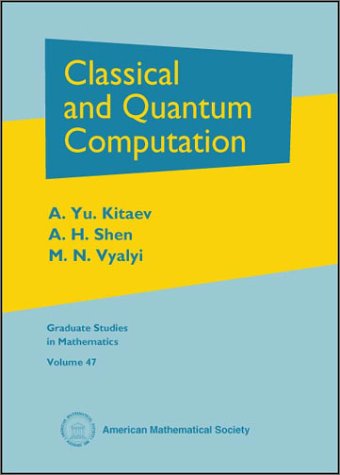 Classical
and Quantum
Computation
A. Yu. Kitaev
A. H. Shen
M. N. Vyalyi
Graduate Studies
in Mathematics
Volume 47
American Mathematical Society